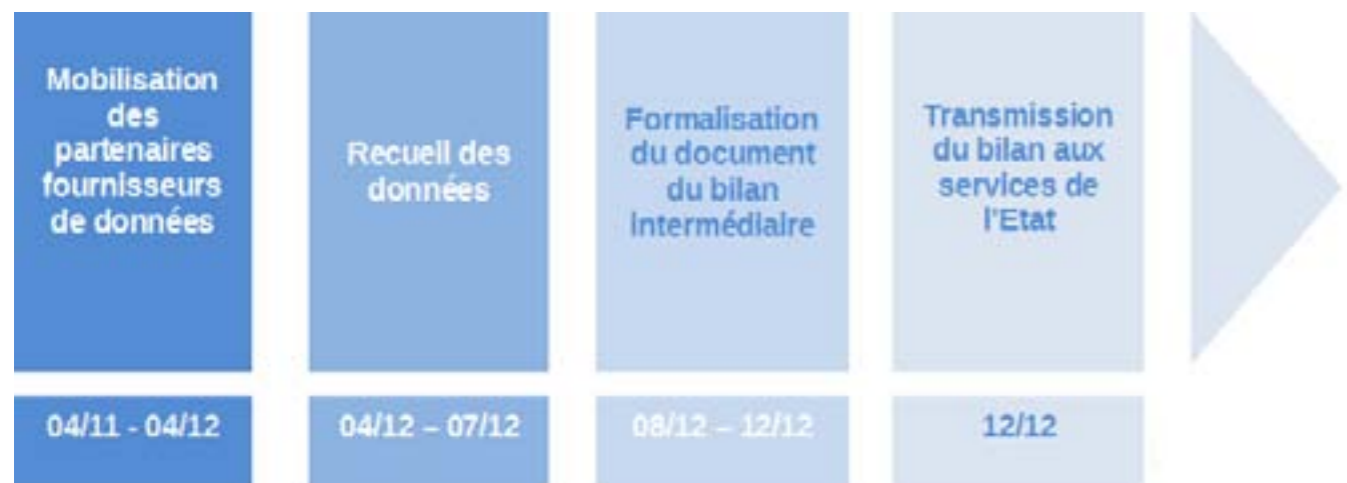 Mobilisation
des
partenaires
fournisseurs
de données
Recueil des
données
Formalisation
du document
du bilan
intermédiaire
Transmission
du bilan aux
services de
l'Etat
04/11 - 04/12
04/12 – 07/12
08/12 – 12/12
12/12